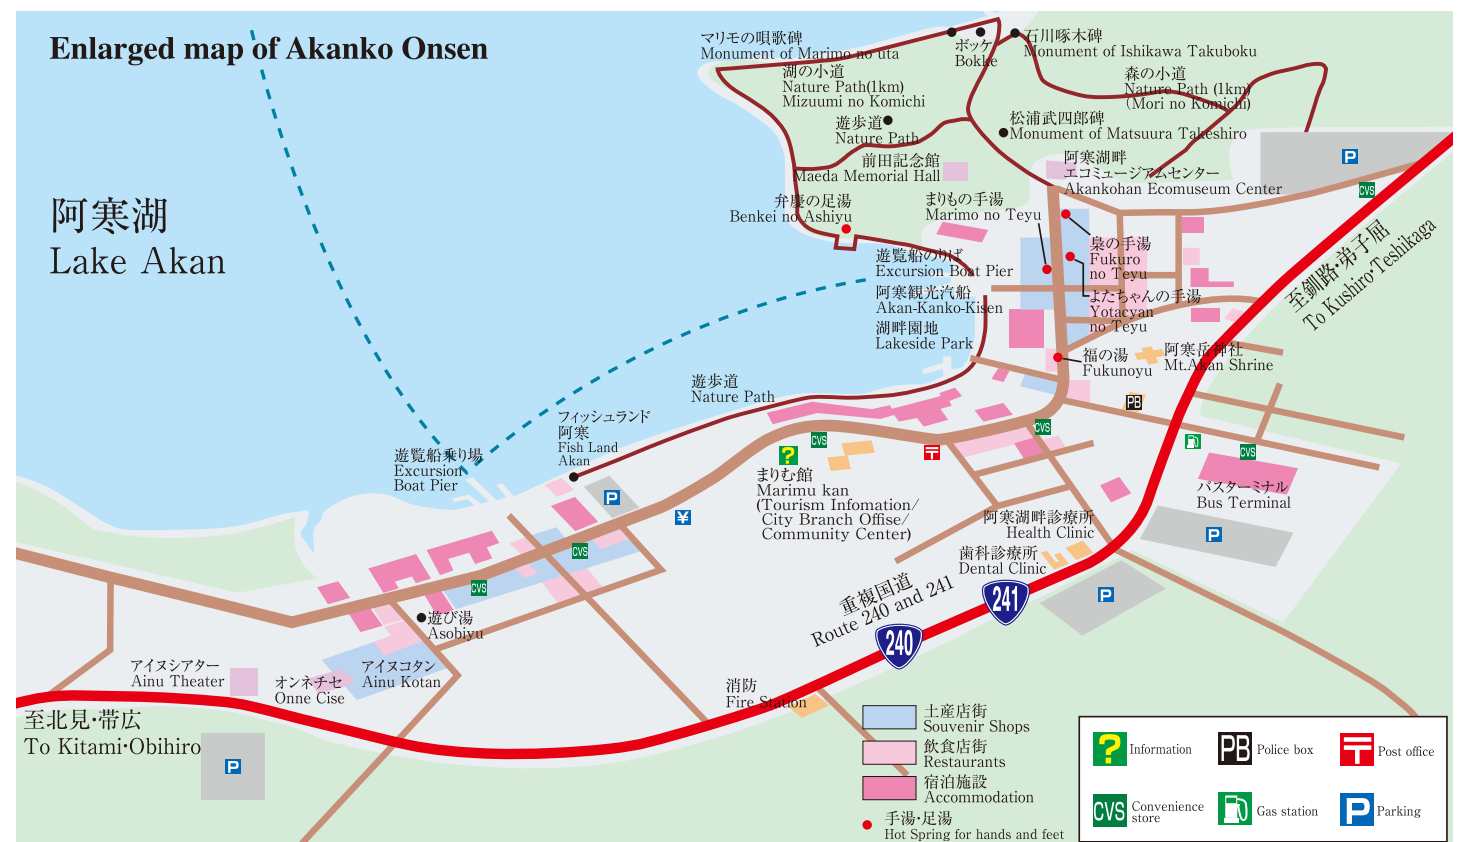 Enlarged map of Akanko Onsen
マリモの唄歌碑
Monument of Marimo no uta
ボッケ
Bokke
石川啄木碑
Monument of Ishikawa Takuboku
湖の小道
Nature Path(1km)
Mizuumi no Komichi
森の小道
Nature Path (1km)
(Mori no Komichi)
遊歩道
Nature Path
松浦武四郎碑
Monument of Matsuura Takeshiro
前田記念館
Maeda Memorial Hall
阿寒湖畔
エコミュージアムセンター
Akankohan Ecomuseum Center
P
CVS
阿寒湖
Lake Akan
弁慶の足湯
Benkei no Ashiyu
まりもの手湯
Marimo no Teyu
梟の手湯
Fukuro
no Teyu
遊覧船のりば
Excursion Boat Pier
阿寒観光汽船
Akan-Kanko-Kisen
湖畔園地
Lakeside Park
よたちゃんの手湯
Yotacyan
no Teyu
至釧路・弟子屈
To Kushiro・Teshikaga
福の湯
Fukunoyu
阿寒岳神社
Mt.Akan Shrine
遊歩道
Nature Path
PB
フィッシュランド
阿寒
Fish Land
Akan
CVS
CVS
CVS
遊覧船乗り場
Excursion
Boat Pier
?
まりむ館
Marimu kan
(Tourism Infomation/
City Branch Offise/
Community Center)
バスターミナル
Bus Terminal
P
¥
P
阿寒湖畔診療所
Health Clinic
歯科診療所
Dental Clinic
CVS
CVS
P
重複国道
Route 240 and 241
241
240
遊び湯
Asobiyu
アイヌシアター
Ainu Theater
オンネチセ
Onne Cise
アイヌコタン
Ainu Kotan
消防
Fire Station
至北見・帯広
To Kitami・Obihiro
P
土産店街
Souvenir Shops
飲食店街
Restaurants
宿泊施設
Accommodation
手湯・足湯
Hot Spring for hands and feet
? Information
PB Police box
Post office
CVS Convenience
store
Gas station
P Parking